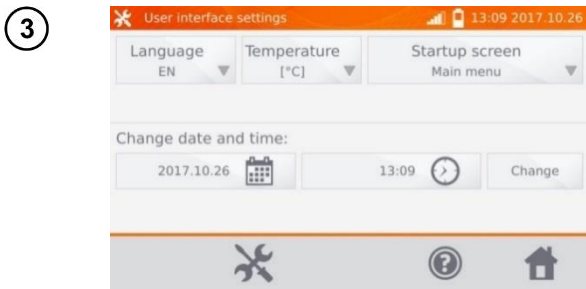 3
User interface settings 13:09 2017.10.26
Language Temperature Startup screen
EN [°C] Main menu
Change date and time:
2017.10.26 13:09 Change
?